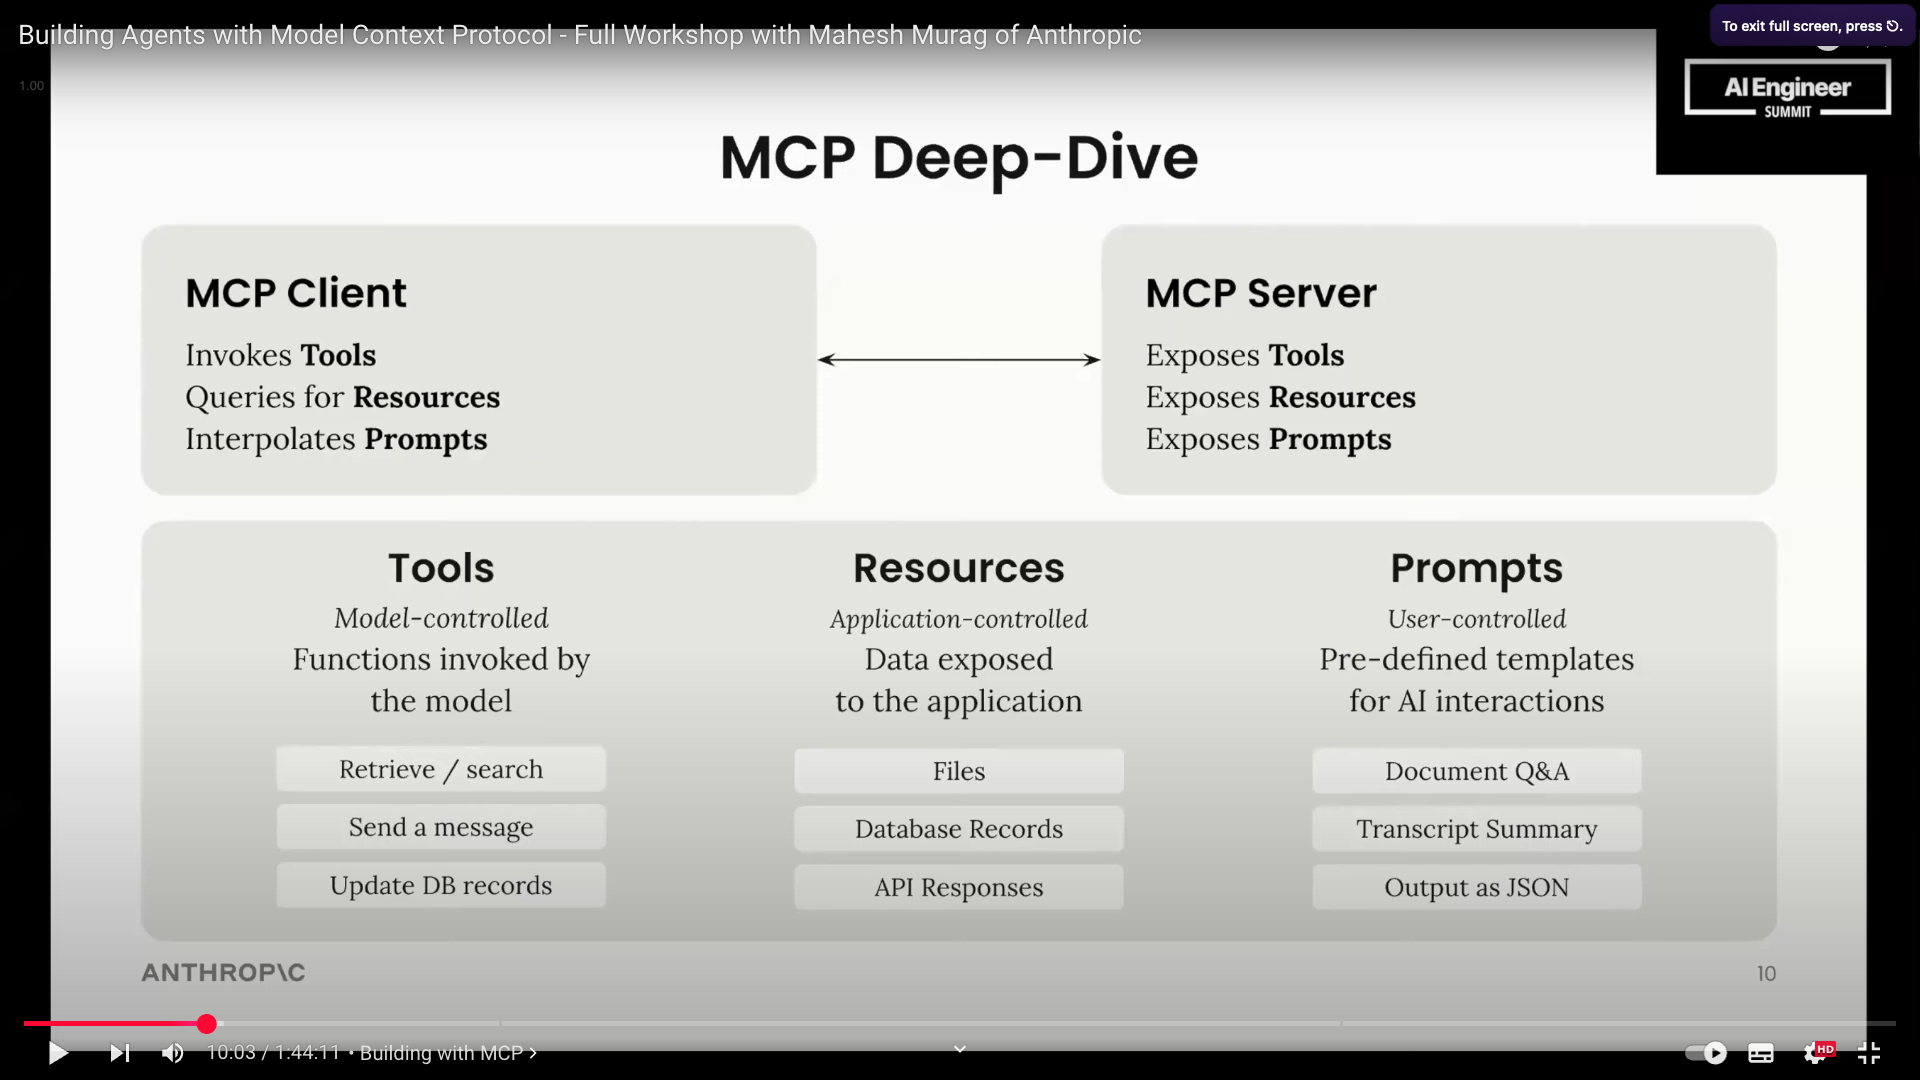 Building Agents with Model Context Protocol - Full Workshop with Mahesh Murag of Anthropic
To exit full screen, press ⎋.
1.00
AI Engineer
SUMMIT
MCP Deep-Dive
MCP Client
Invokes Tools
Queries for Resources
Interpolates Prompts
MCP Server
Exposes Tools
Exposes Resources
Exposes Prompts
Tools
Model-controlled
Functions invoked by
the model
Retrieve / search
Send a message
Update DB records
Resources
Application-controlled
Data exposed
to the application
Files
Database Records
API Responses
Prompts
User-controlled
Pre-defined templates
for AI interactions
Document Q&A
Transcript Summary
Output as JSON
ANTHROP\C
10
10:03 / 1:44:11 • Building with MCP ›
HD